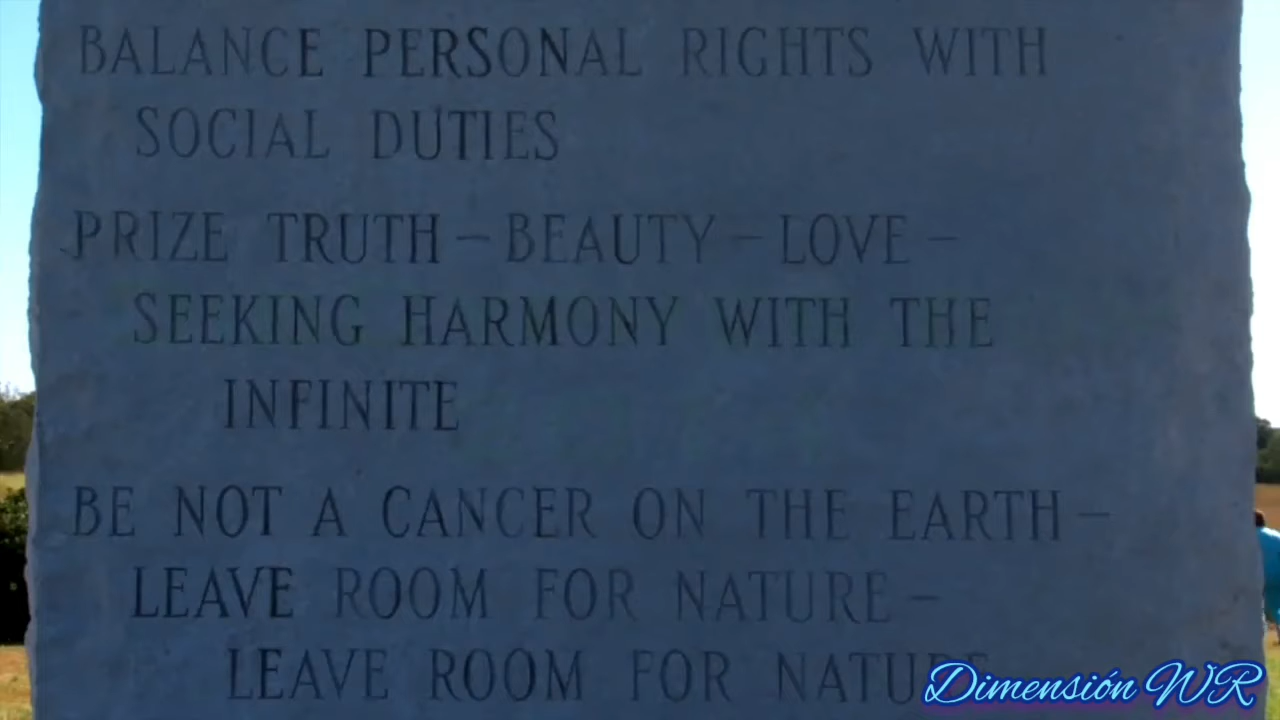 BALANCE PERSONAL RIGHTS WITH
SOCIAL DUTIES
PRIZE TRUTH – BEAUTY – LOVE –
SEEKING HARMONY WITH THE
INFINITE
BE NOT A CANCER ON THE EARTH –
LEAVE ROOM FOR NATURE –
LEAVE ROOM FOR NATURE
Dimensión WR